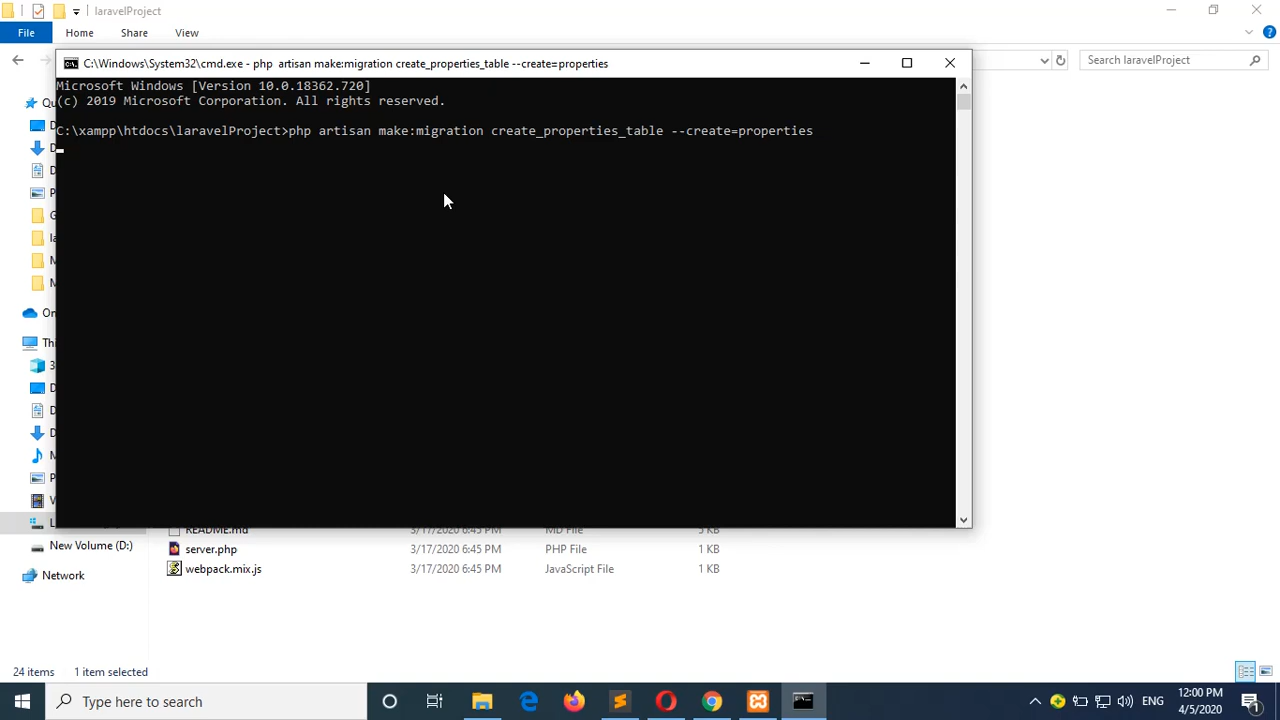 laravelProject
File
Home
Share
View
C:\Windows\System32\cmd.exe - php  artisan make:migration create_properties_table --create=properties
Search laravelProject
Microsoft Windows [Version 10.0.18362.720]
(c) 2019 Microsoft Corporation. All rights reserved.
C:\xampp\htdocs\laravelProject>php artisan make:migration create_properties_table --create=properties
README.md 3/17/2020 6:45 PM MD File 5 KB
server.php 3/17/2020 6:45 PM PHP File 1 KB
webpack.mix.js 3/17/2020 6:45 PM JavaScript File 1 KB
New Volume (D:)
Network
24 items 1 item selected
Type here to search
ENG
12:00 PM
4/5/2020